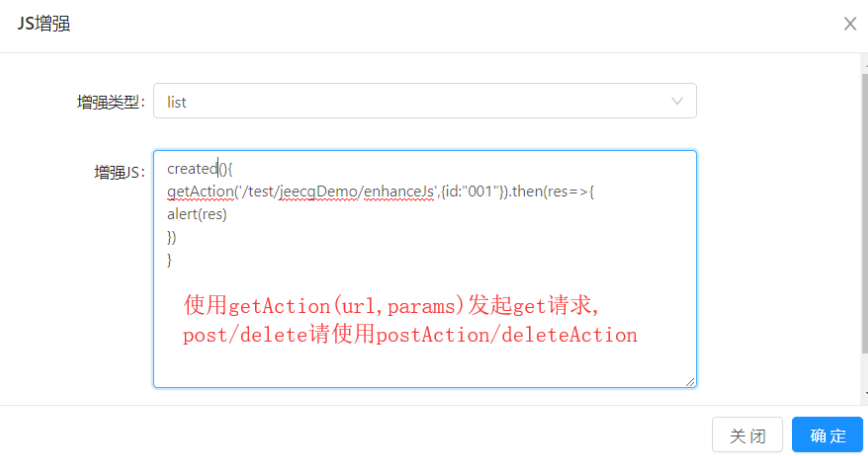 JS增强
增强类型：
list
增强JS：
created(){
getAction('/test/jeecgDemo/enhanceJs',{id:"001"}).then(res=>{
alert(res)
})
}
使用getAction(url,params)发起get请求,
post/delete请使用postAction/deleteAction
关 闭
确 定